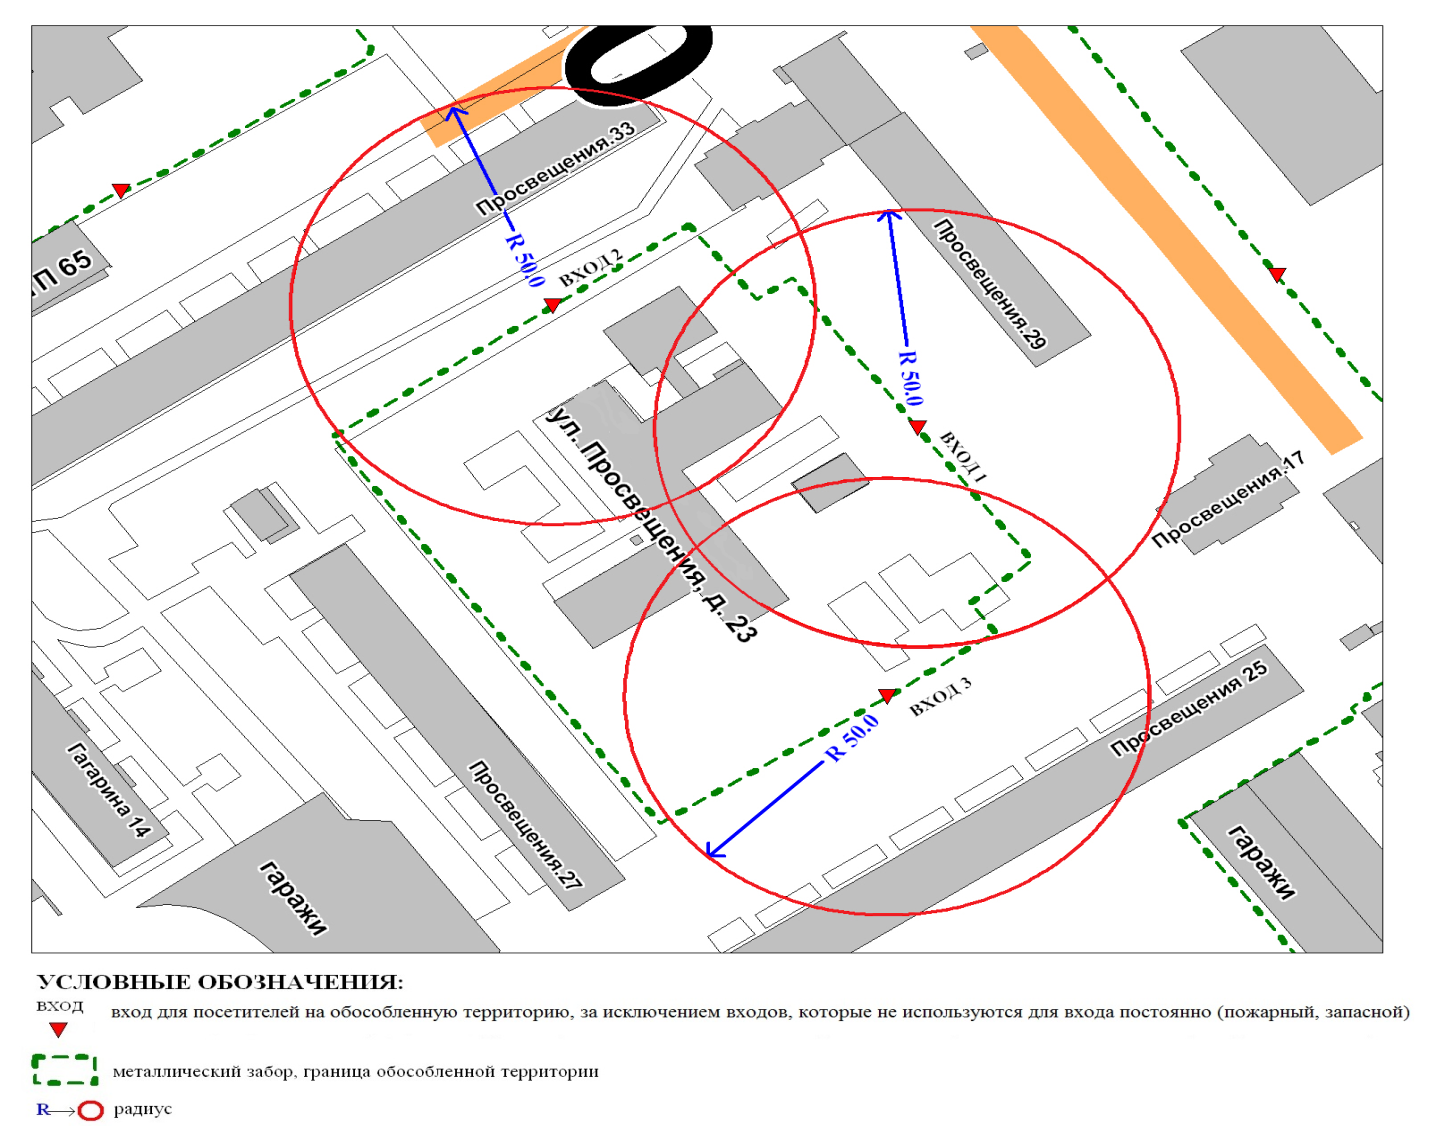 О
Просвещения.33
R 50.0
ВХОД 2
П 65
Просвещения.29
R 50.0
ул. Просвещения, д. 23
ВХОД 1
Просвещения.17
ВХОД 3
R 50.0
Просвещения 25
Гагарина 14
Просвещения.27
гаражи
гаражи
УСЛОВНЫЕ ОБОЗНАЧЕНИЯ:
ВХОД
вход для посетителей на обособленную территорию, за исключением входов, которые не используются для входа постоянно (пожарный, запасной)
металлический забор, граница обособленной территории
R
радиус